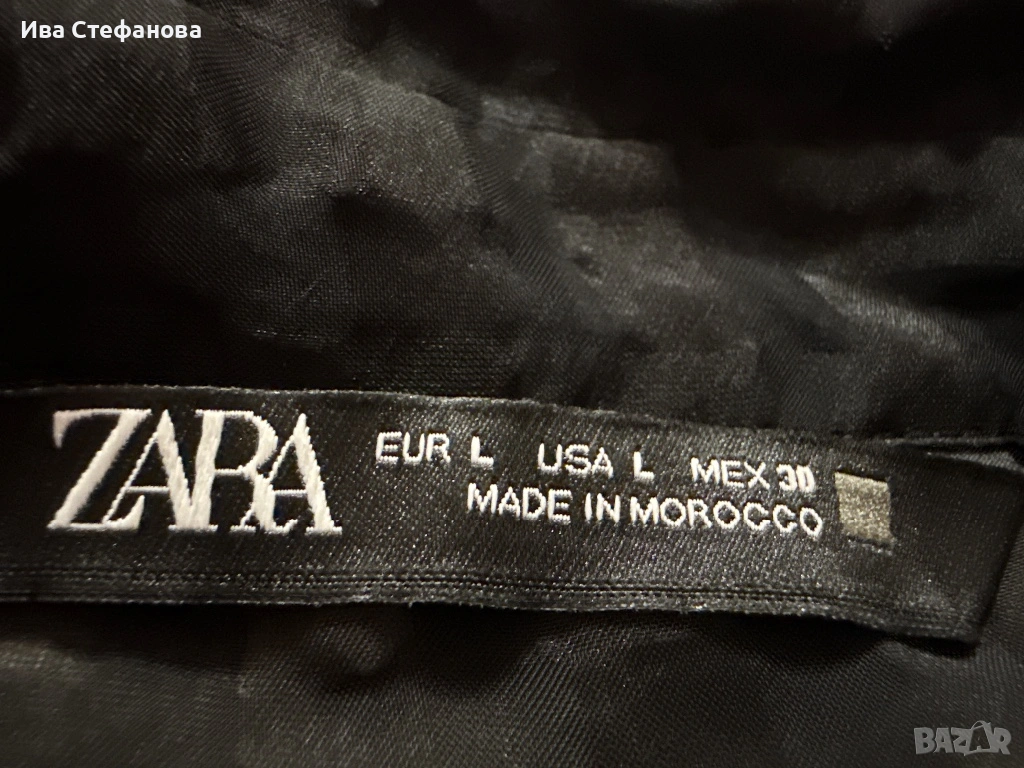 Ива Стефанова
ZARA
EUR L USA L MEX 30
MADE IN MOROCCO
BAZAR